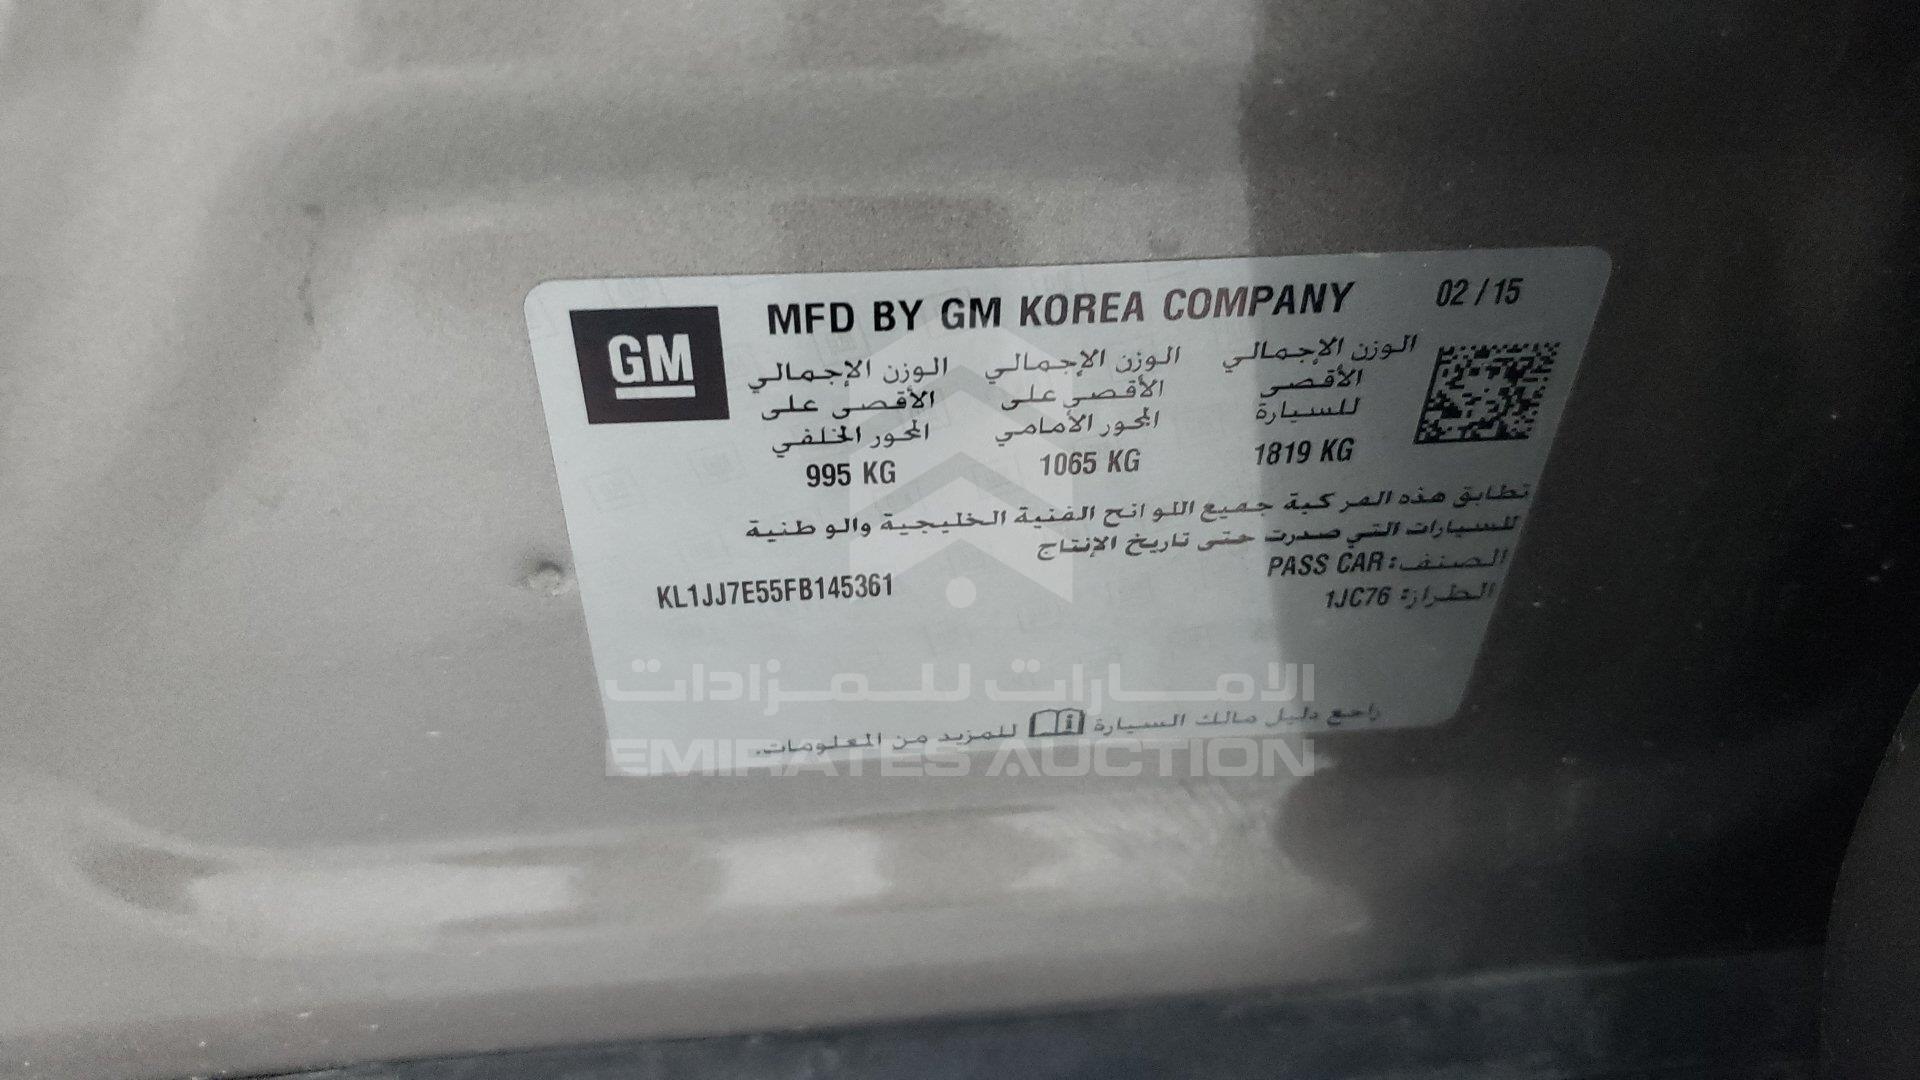 GM
MFD BY GM KOREA COMPANY 02 / 15
الوزن الإجمالي الوزن الإجمالي الوزن الإجمالي
الأقصى الأقصى على الأقصى على
للسيارة المحور الأمامي المحور الخلفي
995 KG 1065 KG 1819 KG
تطابق هذه المركبة جميع اللوائح الفنية الخليجية والوطنية
للسيارات التي صدرت حتى تاريخ الإنتاج
الصنف: PASS CAR
KL1JJ7E55FB145361
الطراز: 1JC76
الامارات للمزادات
راجع دليل مالك السيارة للمزيد من المعلومات.
EMIRATES AUCTION